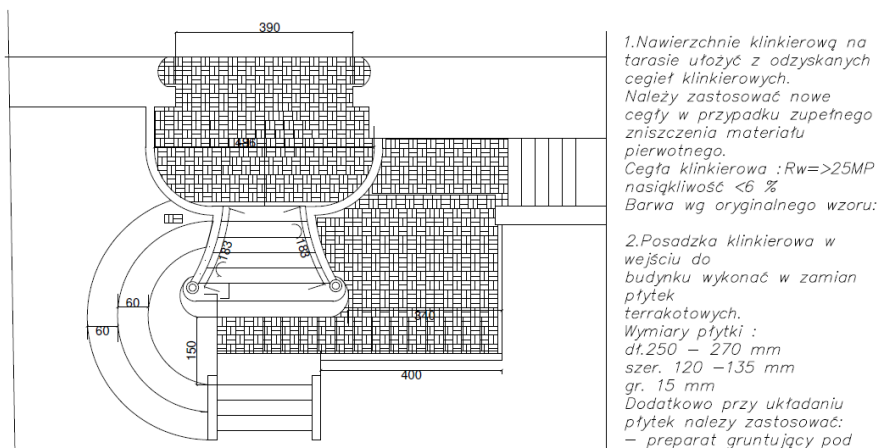 390
486
183
183
60
60
150
340
400
1.Nawierzchnie klinkierową na
tarasie ułożyć z odzyskanych
cegieł klinkierowych.
Należy zastosować nowe
cegły w przypadku zupełnego
zniszczenia materiału
pierwotnego.
Cegła klinkierowa :Rw=>25MP
nasiąkliwość <6 %
Barwa wg oryginalnego wzoru:
2.Posadzka klinkierowa w
wejściu do
budynku wykonać w zamian
płytek
terrakotowych.
Wymiary płytki :
dł.250 – 270 mm
szer. 120 –135 mm
gr. 15 mm
Dodatkowo przy układaniu
płytek nalezy zastosować:
– preparat gruntujący pod